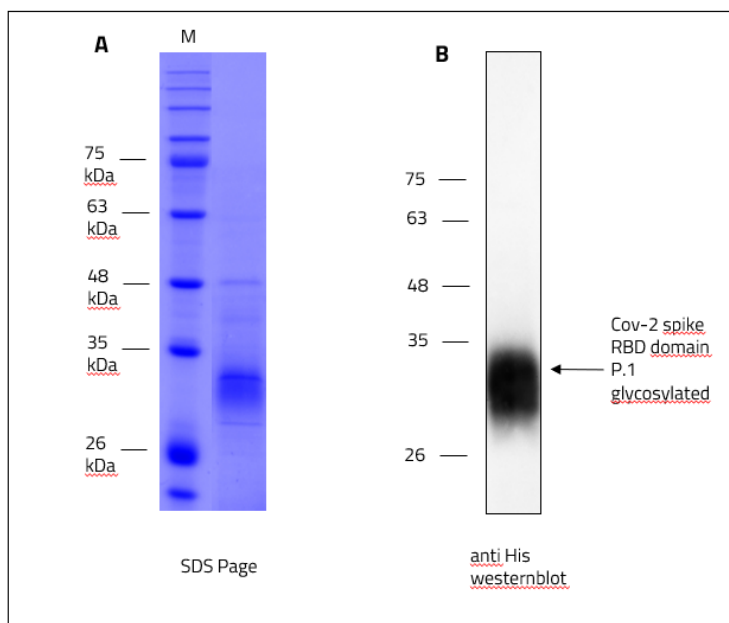 A
M
75
kDa
63
kDa
48
kDa
35
kDa
26
kDa
SDS Page
B
75
63
48
35
26
Cov-2 spike
RBD domain
P.1
glycosylated
anti His
westernblot